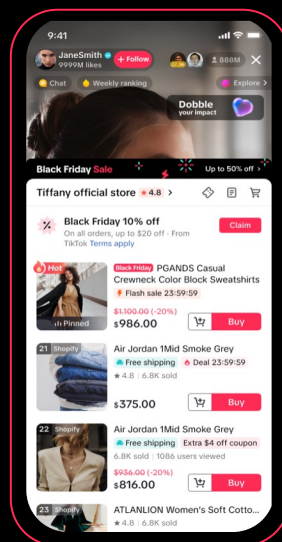 9:41
JaneSmith
9999M likes
+ Follow
888M
Chat
Weekly ranking
Explore >
Dobble
your impact
Black Friday Sale
Up to 50% off >
Tiffany official store ★4.8 >
Black Friday 10% off
On all orders, up to $20 off · From
TikTok Terms apply
Claim
Hot
Pinned
Black Friday PGANDS Casual
Crewneck Color Block Sweatshirts
Flash sale 23:59:59
$1.100.00 (-20%)
$986.00
Buy
21 Shopify
Air Jordan 1Mid Smoke Grey
Free shipping
Deal 23:59:59
★ 4.8 | 6.8K sold
$375.00
Buy
22 Shopify
Air Jordan 1Mid Smoke Grey
Free shipping
Extra $4 off coupon
6.8K sold | 1086 users viewed
$936.00 (-20%)
$816.00
Buy
23 Shopify
ATLANLION Women's Soft Cotto...
★ 4.8 | 6.8K sold